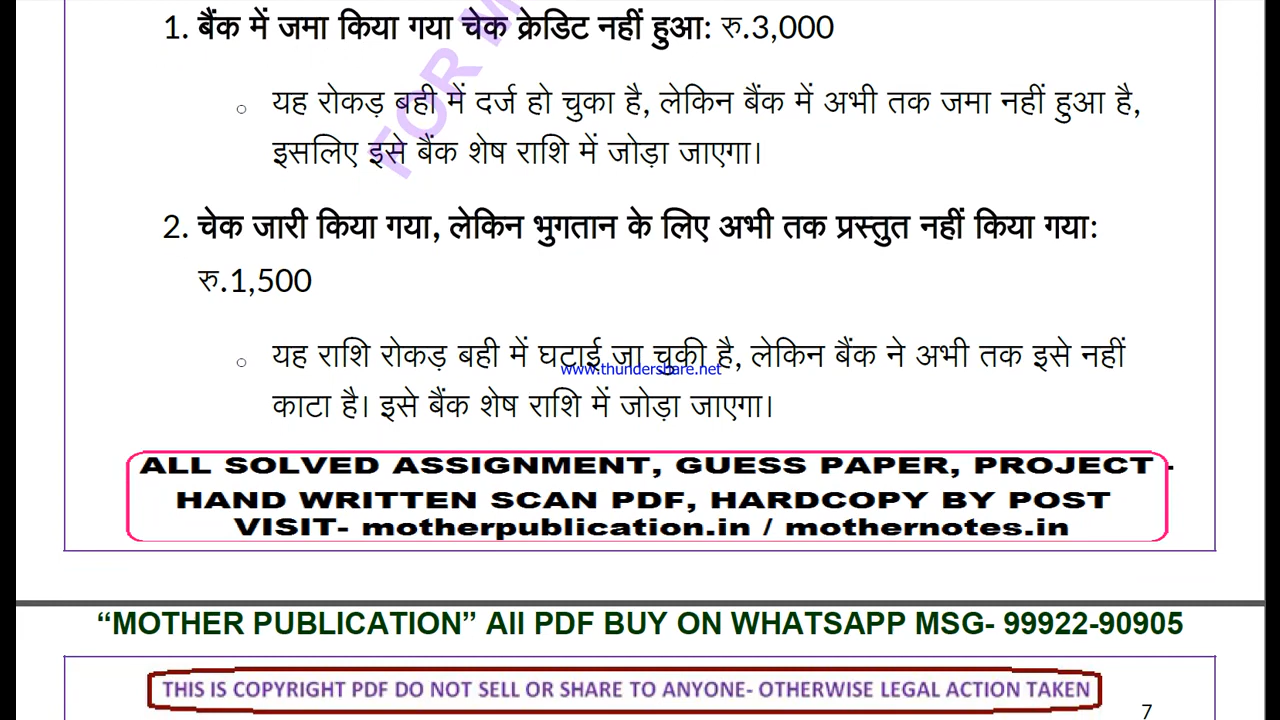 1. बैंक में जमा किया गया चेक क्रेडिट नहीं हुआ: रु.3,000
FOR M
○ यह रोकड़ बही में दर्ज हो चुका है, लेकिन बैंक में अभी तक जमा नहीं हुआ है,
इसलिए इसे बैंक शेष राशि में जोड़ा जाएगा।
2. चेक जारी किया गया, लेकिन भुगतान के लिए अभी तक प्रस्तुत नहीं किया गया:
रु.1,500
○ यह राशि रोकड़ बही में घटाई जा चुकी है, लेकिन बैंक ने अभी तक इसे नहीं
www.thundershare.net
काटा है। इसे बैंक शेष राशि में जोड़ा जाएगा।
ALL SOLVED ASSIGNMENT, GUESS PAPER, PROJECT -
HAND WRITTEN SCAN PDF, HARDCOPY BY POST
VISIT- motherpublication.in / mothernotes.in
“MOTHER PUBLICATION” All PDF BUY ON WHATSAPP MSG- 99922-90905
THIS IS COPYRIGHT PDF DO NOT SELL OR SHARE TO ANYONE- OTHERWISE LEGAL ACTION TAKEN
7